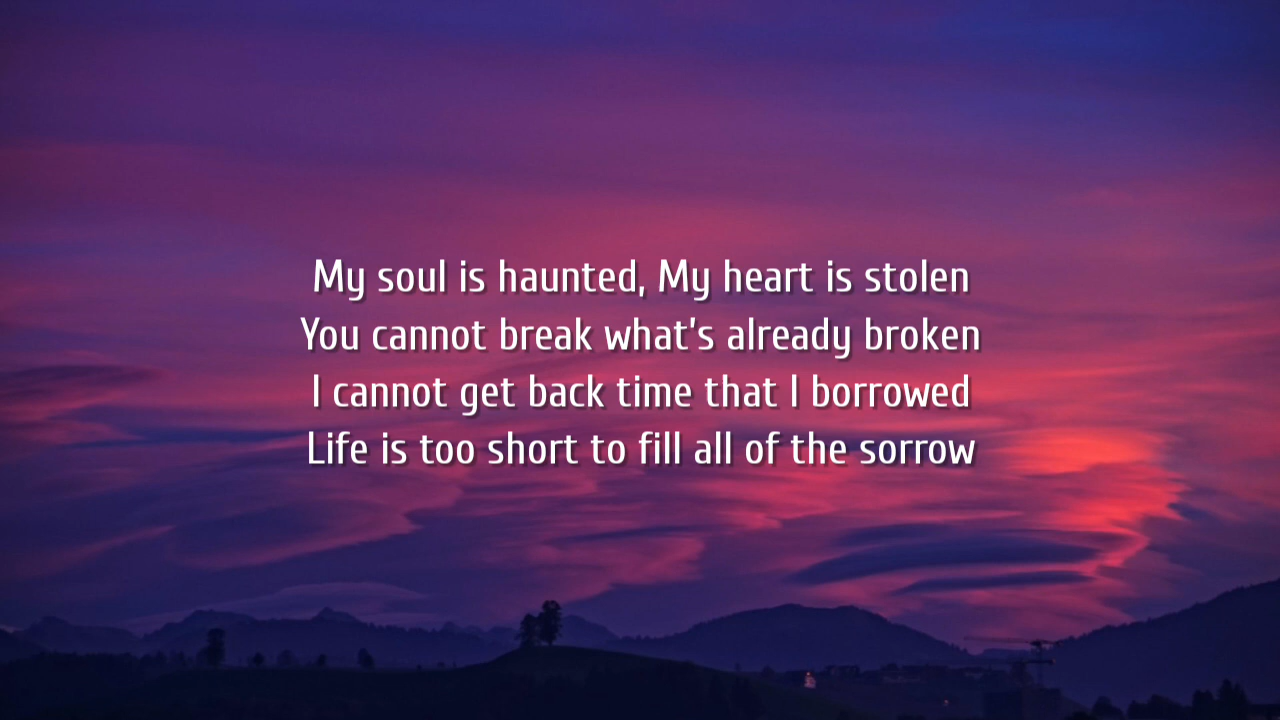 My soul is haunted, My heart is stolen
You cannot break what's already broken
I cannot get back time that I borrowed
Life is too short to fill all of the sorrow